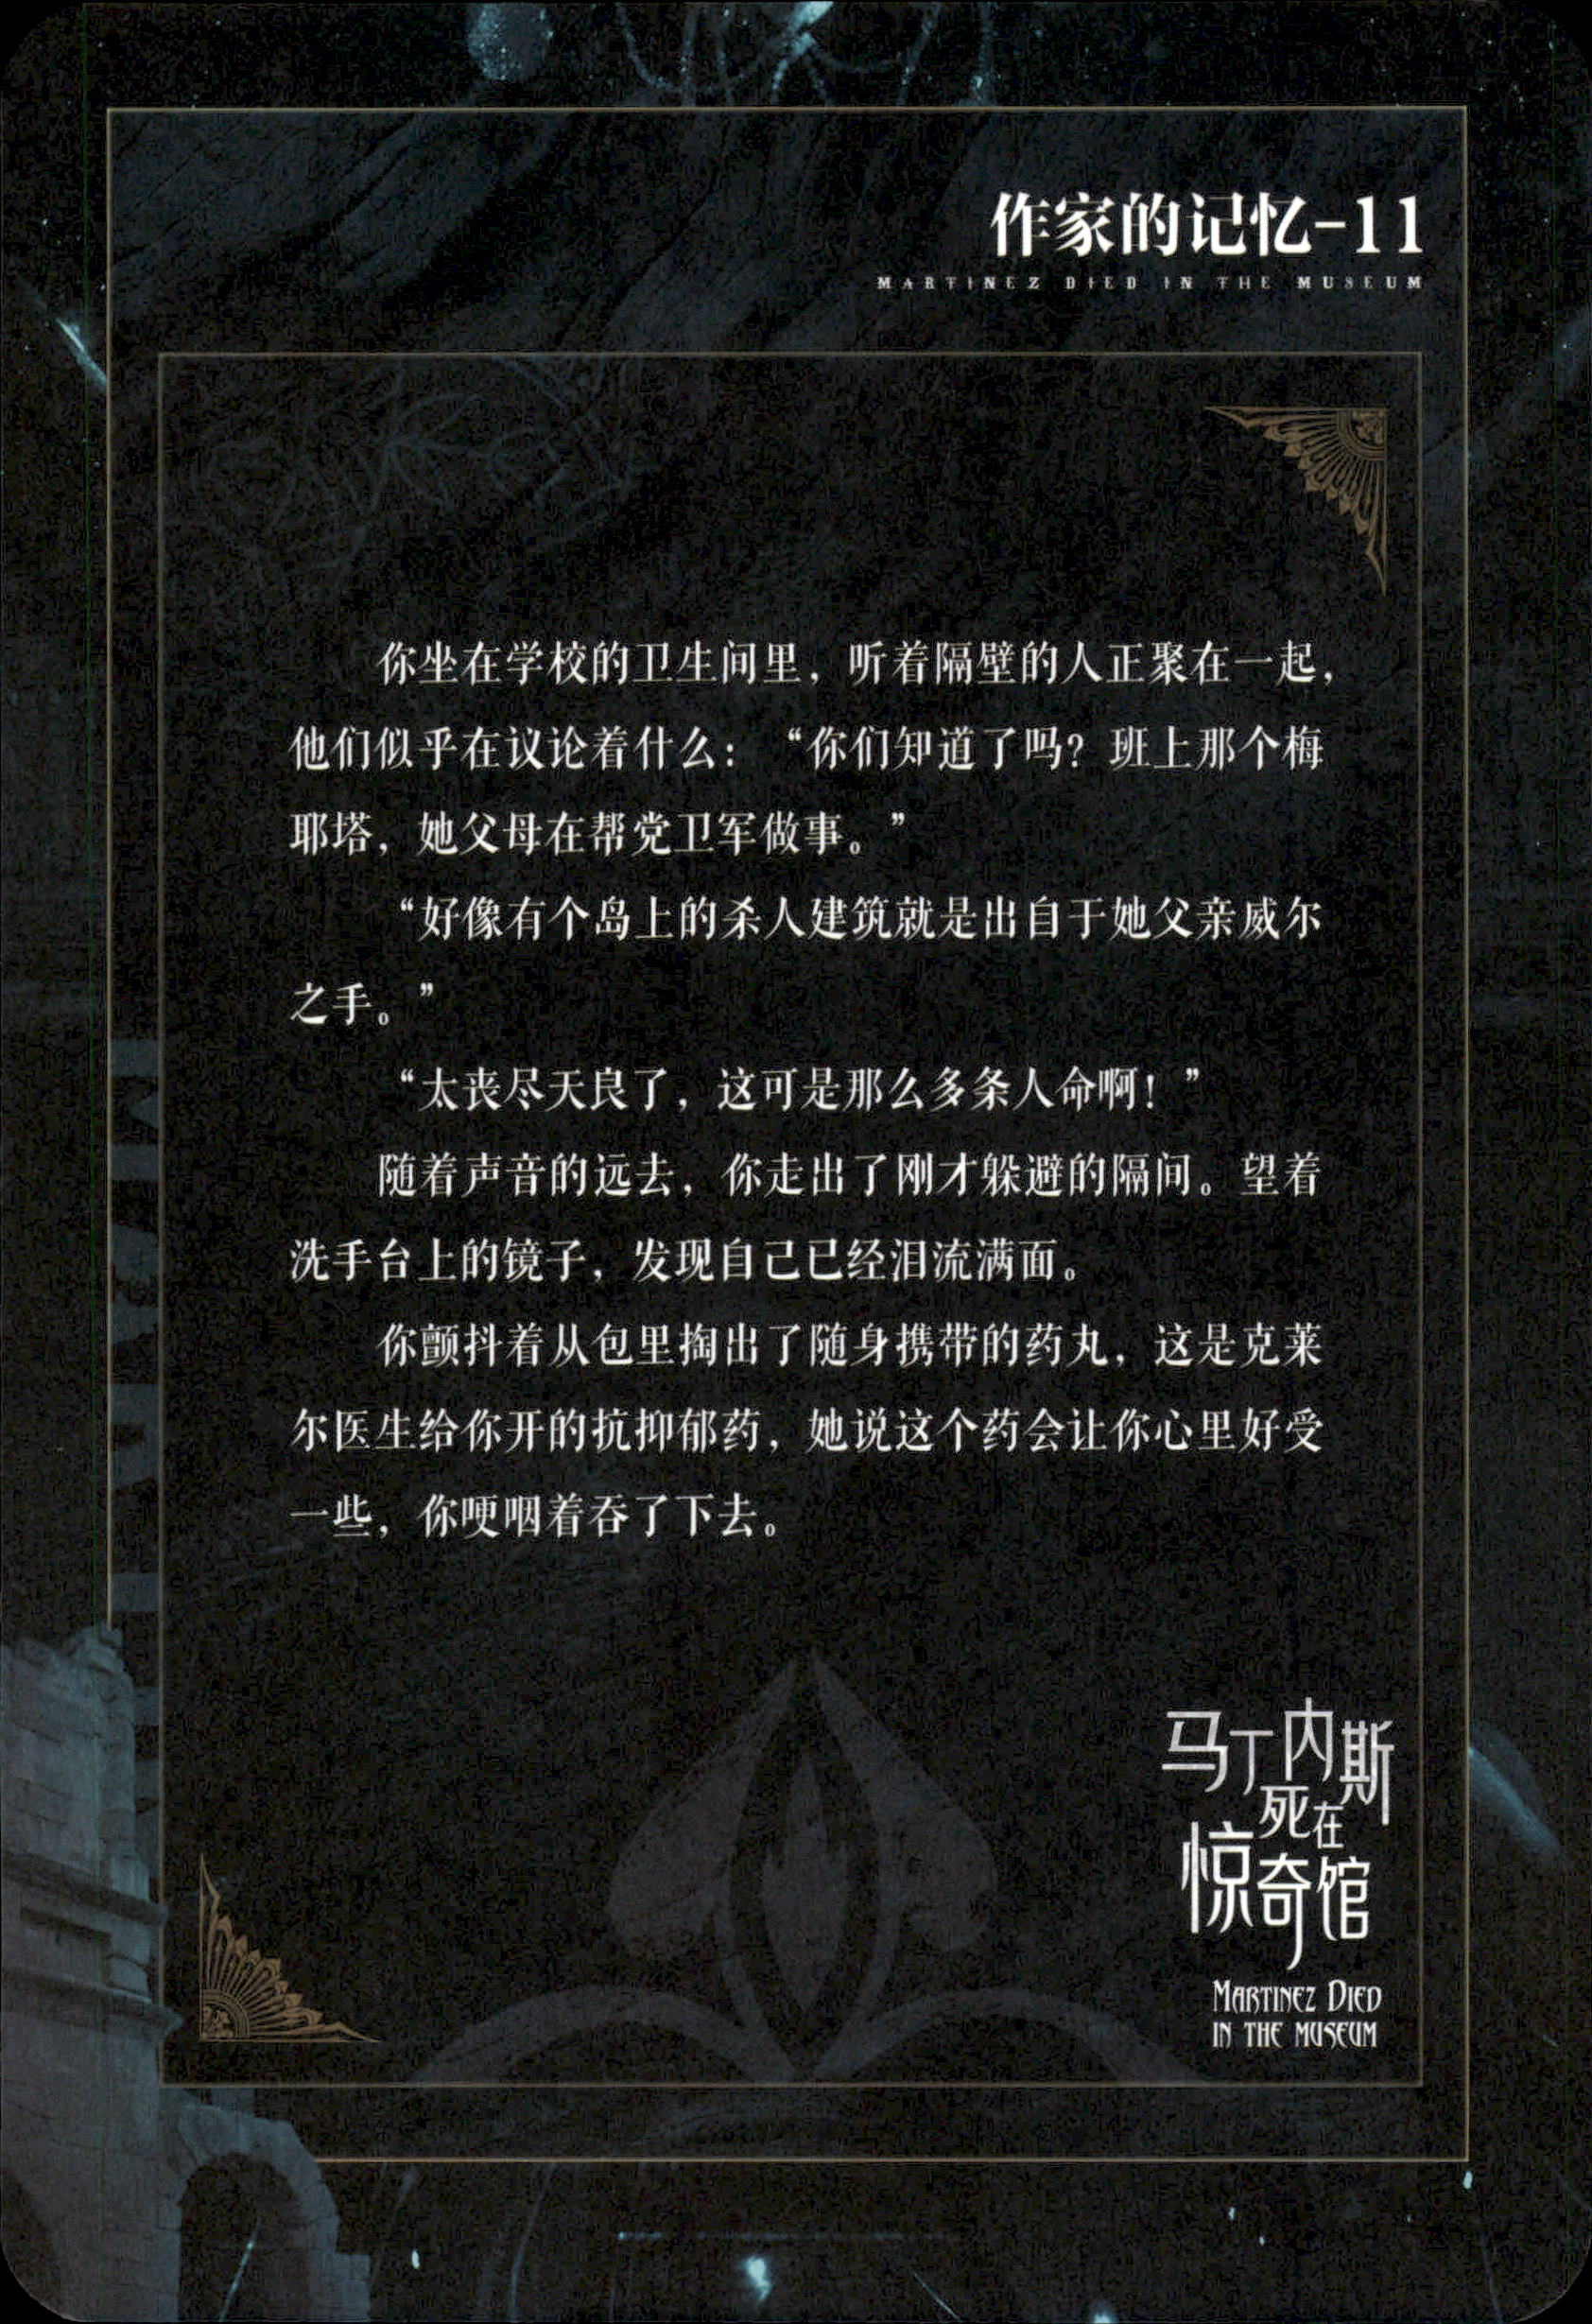 作家的记忆-11
MARTINEZ DIED IN THE MUSEUM
你坐在学校的卫生间里，听着隔壁的人正聚在一起，
他们似乎在议论着什么：“你们知道了吗？班上那个梅
耶塔，她父母在帮党卫军做事。”
“好像有个岛上的杀人建筑就是出自于她父亲威尔
之手。”
“太丧尽天良了，这可是那么多条人命啊！”
随着声音的远去，你走出了刚才躲避的隔间。望着
洗手台上的镜子，发现自己已经泪流满面。
你颤抖着从包里掏出了随身携带的药丸，这是克莱
尔医生给你开的抗抑郁药，她说这个药会让你心里好受
一些，你哽咽着吞了下去。
马丁内斯
死在
惊奇馆
MARTINEZ DIED
IN THE MUSEUM